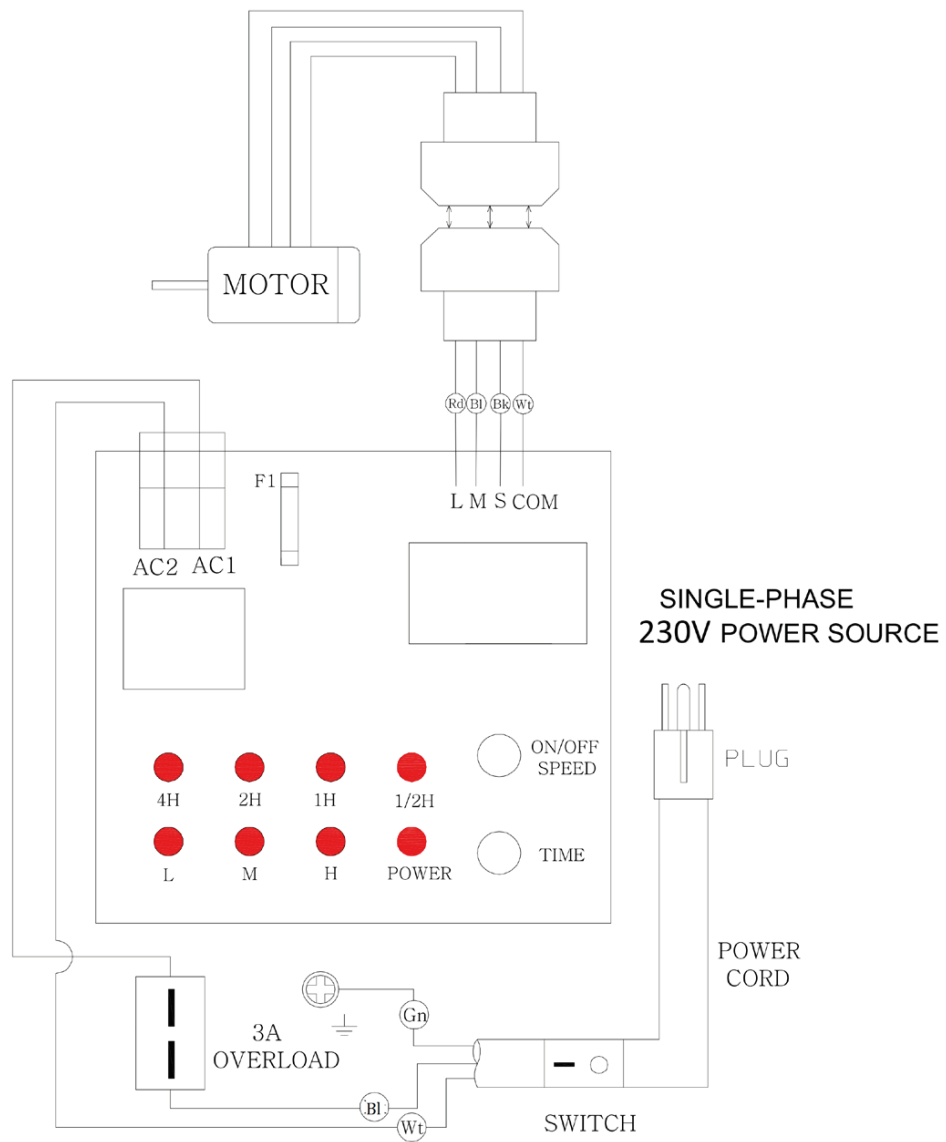 MOTOR
Rd Bl Bk Wt
L M S COM
F1
AC2 AC1
SINGLE-PHASE
230V POWER SOURCE
PLUG
ON/OFF
SPEED
4H 2H 1H 1/2H
TIME
L M H POWER
POWER
CORD
Gn
3A
OVERLOAD
Bl
Wt
SWITCH